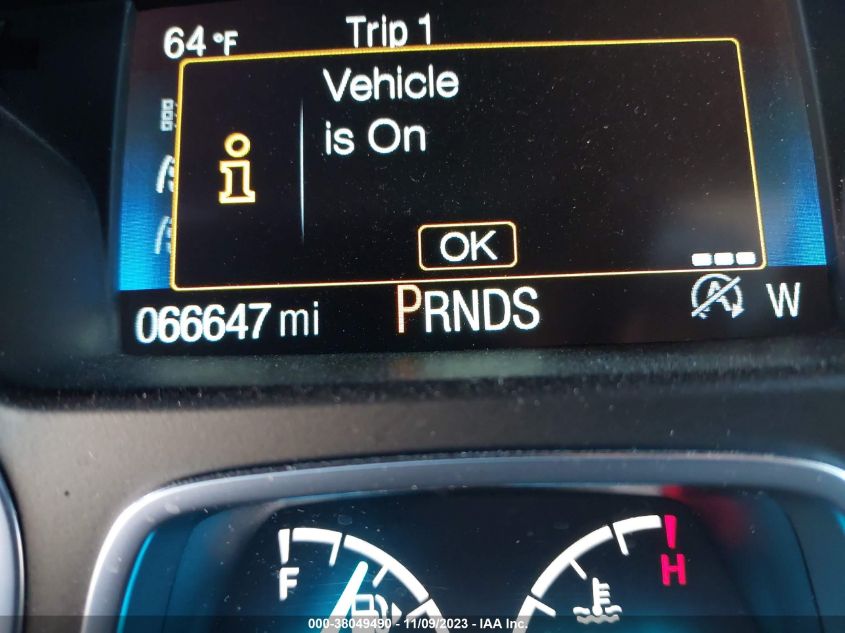 64 °F Trip 1
Vehicle
is On
i
OK
066647 mi PRNDS A W
F H
000-38049490 - 11/09/2023 - IAA Inc.